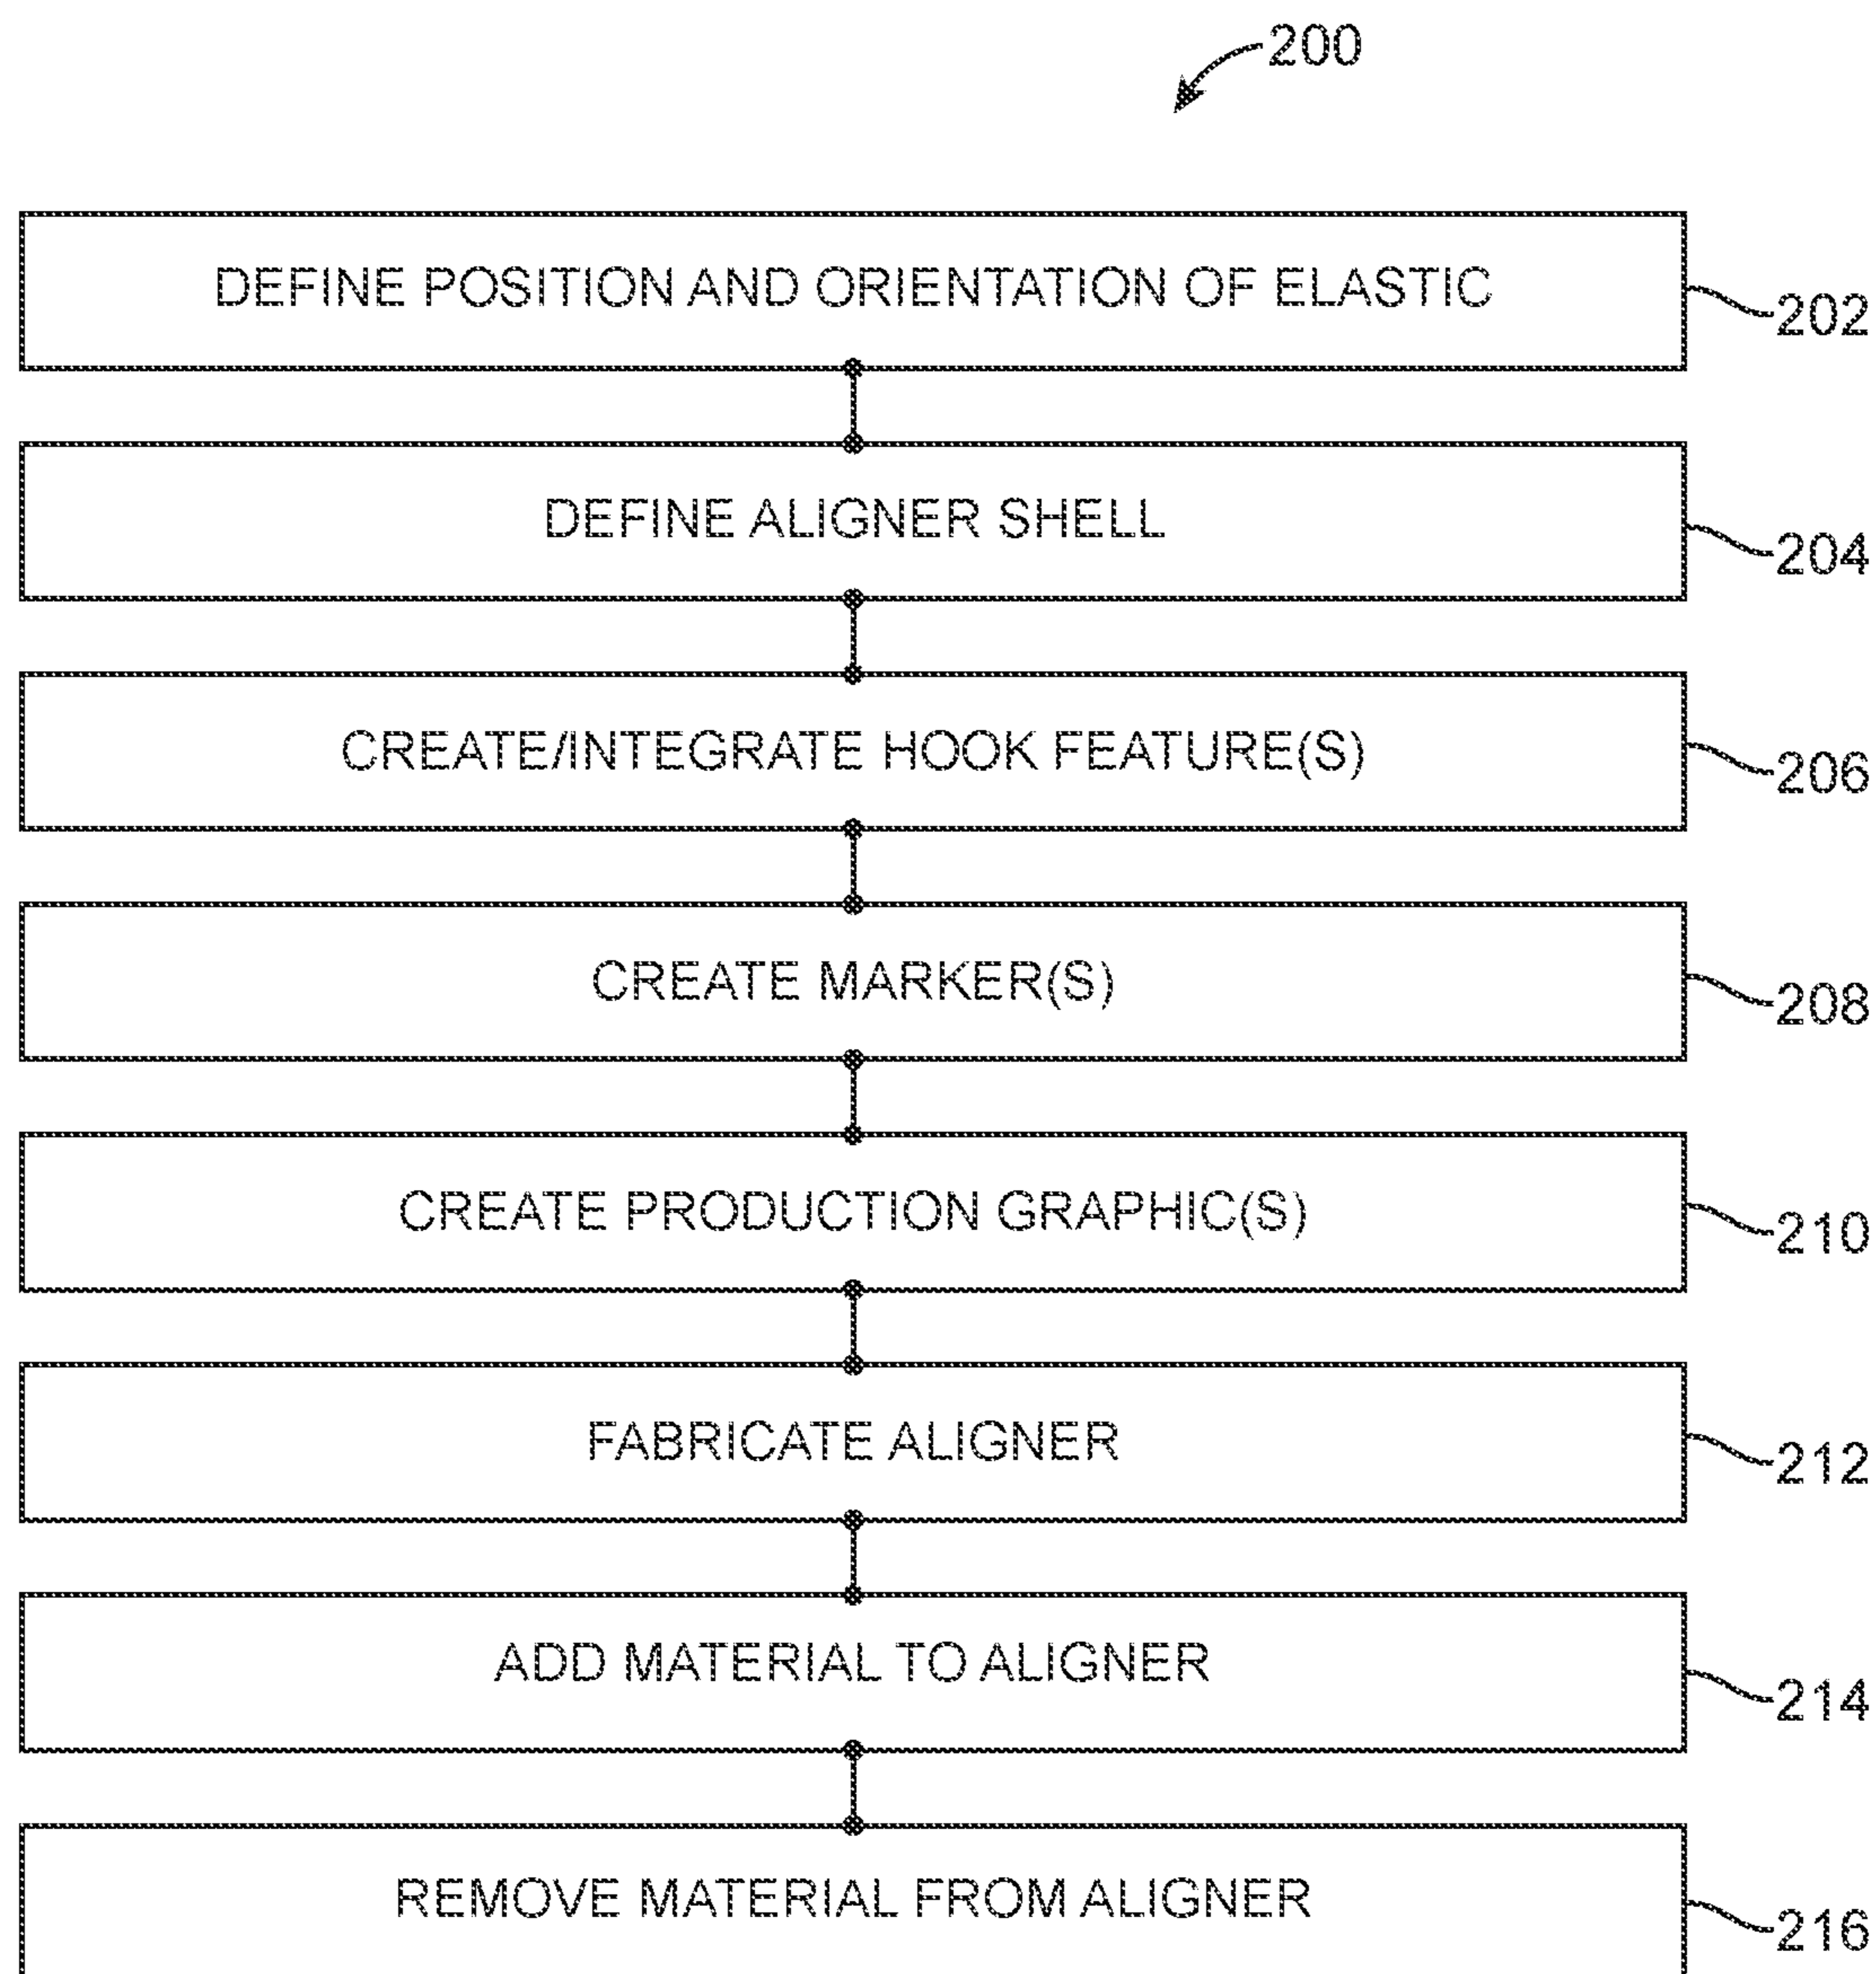 200
DEFINE POSITION AND ORIENTATION OF ELASTIC
202
DEFINE ALIGNER SHELL
204
CREATE/INTEGRATE HOOK FEATURE(S)
206
CREATE MARKER(S)
208
CREATE PRODUCTION GRAPHIC(S)
210
FABRICATE ALIGNER
212
ADD MATERIAL TO ALIGNER
214
REMOVE MATERIAL FROM ALIGNER
216